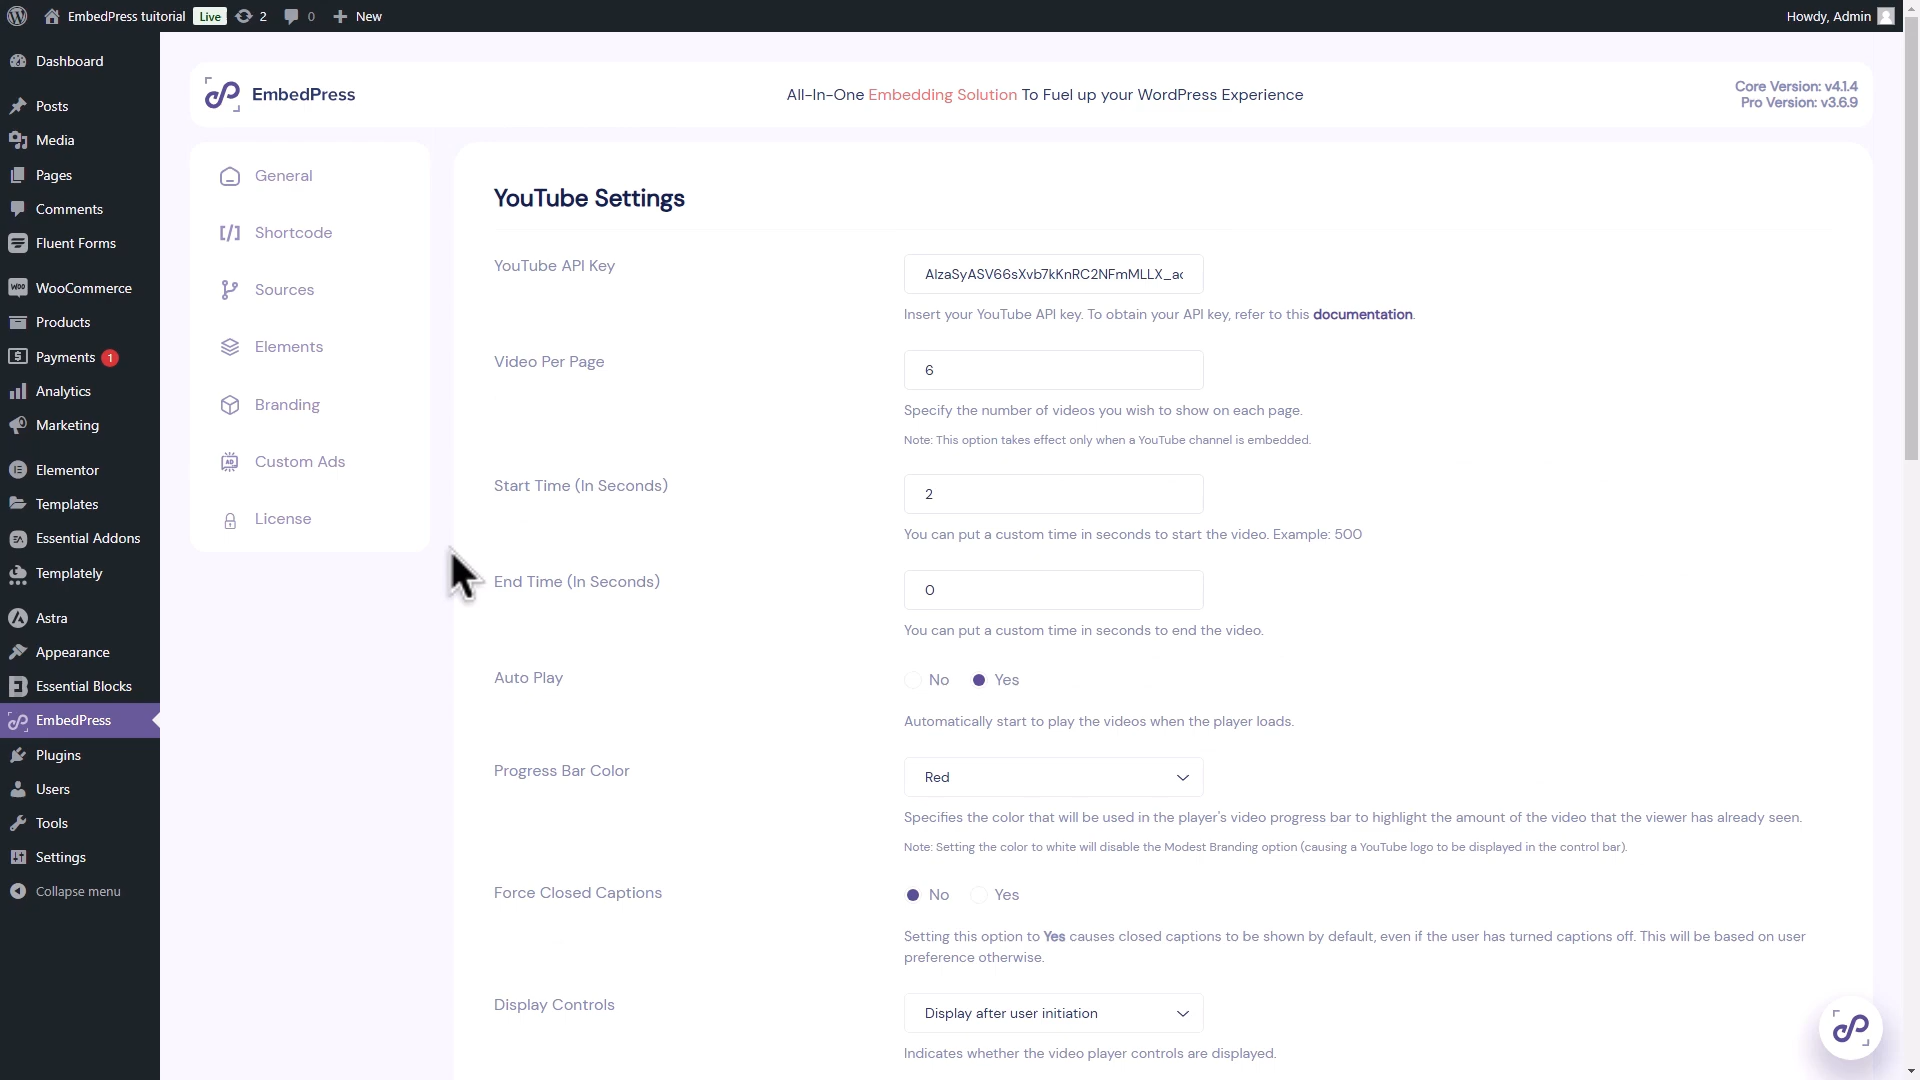 EmbedPress tuitorial Live 2 0 New Howdy, Admin
Dashboard
Posts
Media
Pages
Comments
Fluent Forms
WooCommerce
Products
Payments 1
Analytics
Marketing
Elementor
Templates
Essential Addons
Templately
Astra
Appearance
Essential Blocks
EmbedPress
Plugins
Users
Tools
Settings
Collapse menu
EmbedPress
All-In-One Embedding Solution To Fuel up your WordPress Experience
Core Version: v4.1.4
Pro Version: v3.6.9
General
Shortcode
Sources
Elements
Branding
Custom Ads
License
YouTube Settings
YouTube API Key
AIzaSyASV66sXvb7kKnRC2NFmMLLX_ac
Insert your YouTube API key. To obtain your API key, refer to this documentation.
Video Per Page
6
Specify the number of videos you wish to show on each page.
Note: This option takes effect only when a YouTube channel is embedded.
Start Time (In Seconds)
2
You can put a custom time in seconds to start the video. Example: 500
End Time (In Seconds)
0
You can put a custom time in seconds to end the video.
Auto Play
No Yes
Automatically start to play the videos when the player loads.
Progress Bar Color
Red
Specifies the color that will be used in the player's video progress bar to highlight the amount of the video that the viewer has already seen.
Note: Setting the color to white will disable the Modest Branding option (causing a YouTube logo to be displayed in the control bar).
Force Closed Captions
No Yes
Setting this option to Yes causes closed captions to be shown by default, even if the user has turned captions off. This will be based on user
preference otherwise.
Display Controls
Display after user initiation
Indicates whether the video player controls are displayed.